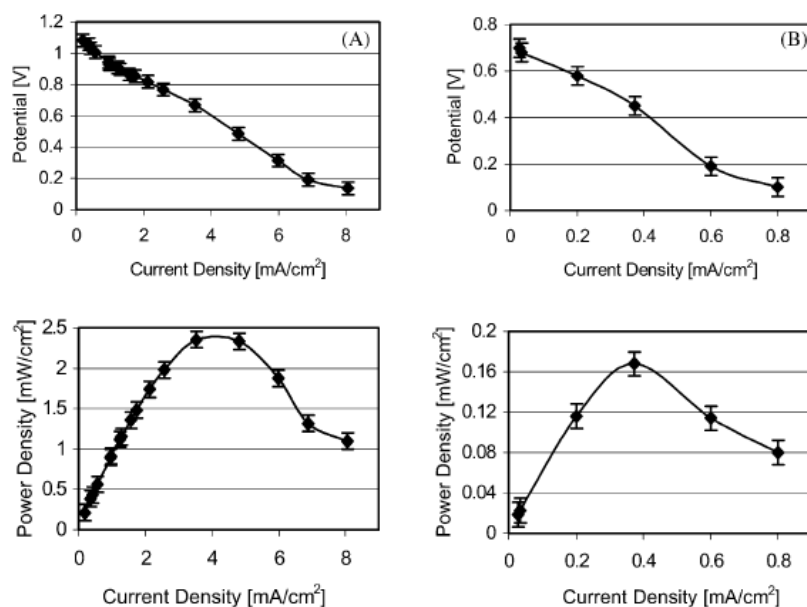 (A)
Potential [V]
1.2
1
0.8
0.6
0.4
0.2
0
0 2 4 6 8
Current Density [mA/cm²]
(B)
Potential [V]
0.8
0.6
0.4
0.2
0
0 0.2 0.4 0.6 0.8
Current Density [mA/cm²]
Power Density [mW/cm²]
2.5
2
1.5
1
0.5
0
0 2 4 6 8
Current Density [mA/cm²]
Power Density [mW/cm²]
0.2
0.16
0.12
0.08
0.04
0
0 0.2 0.4 0.6 0.8
Current Density [mA/cm²]